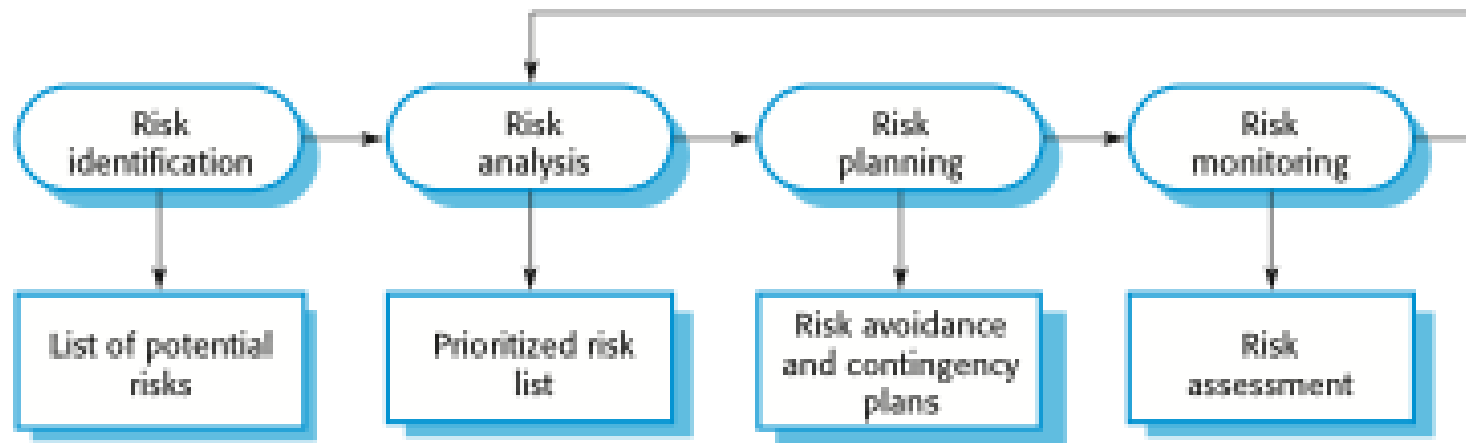 Risk
identification
Risk
analysis
Risk
planning
Risk
monitoring
List of potential
risks
Prioritized risk
list
Risk avoidance
and contingency
plans
Risk
assessment